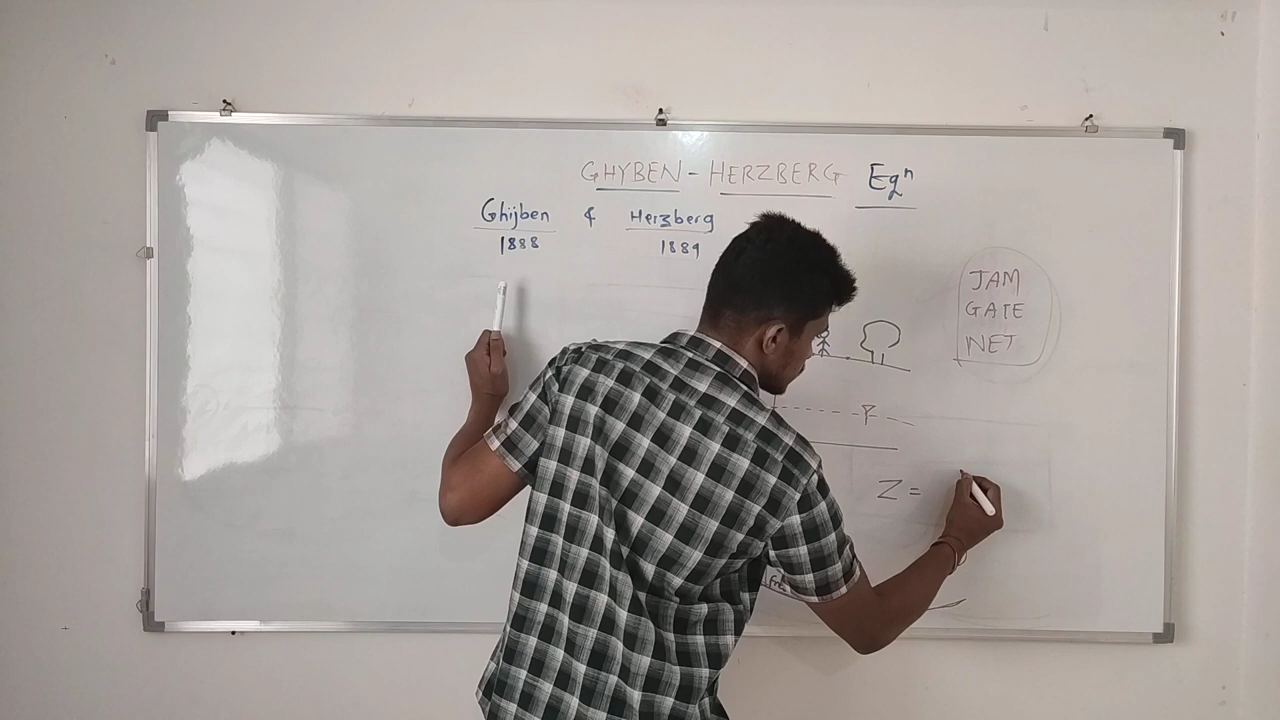 GHYBEN - HERZBERG Eqⁿ
Ghijben & Herzberg
1888 1889
JAM
GATE
NET
Z =